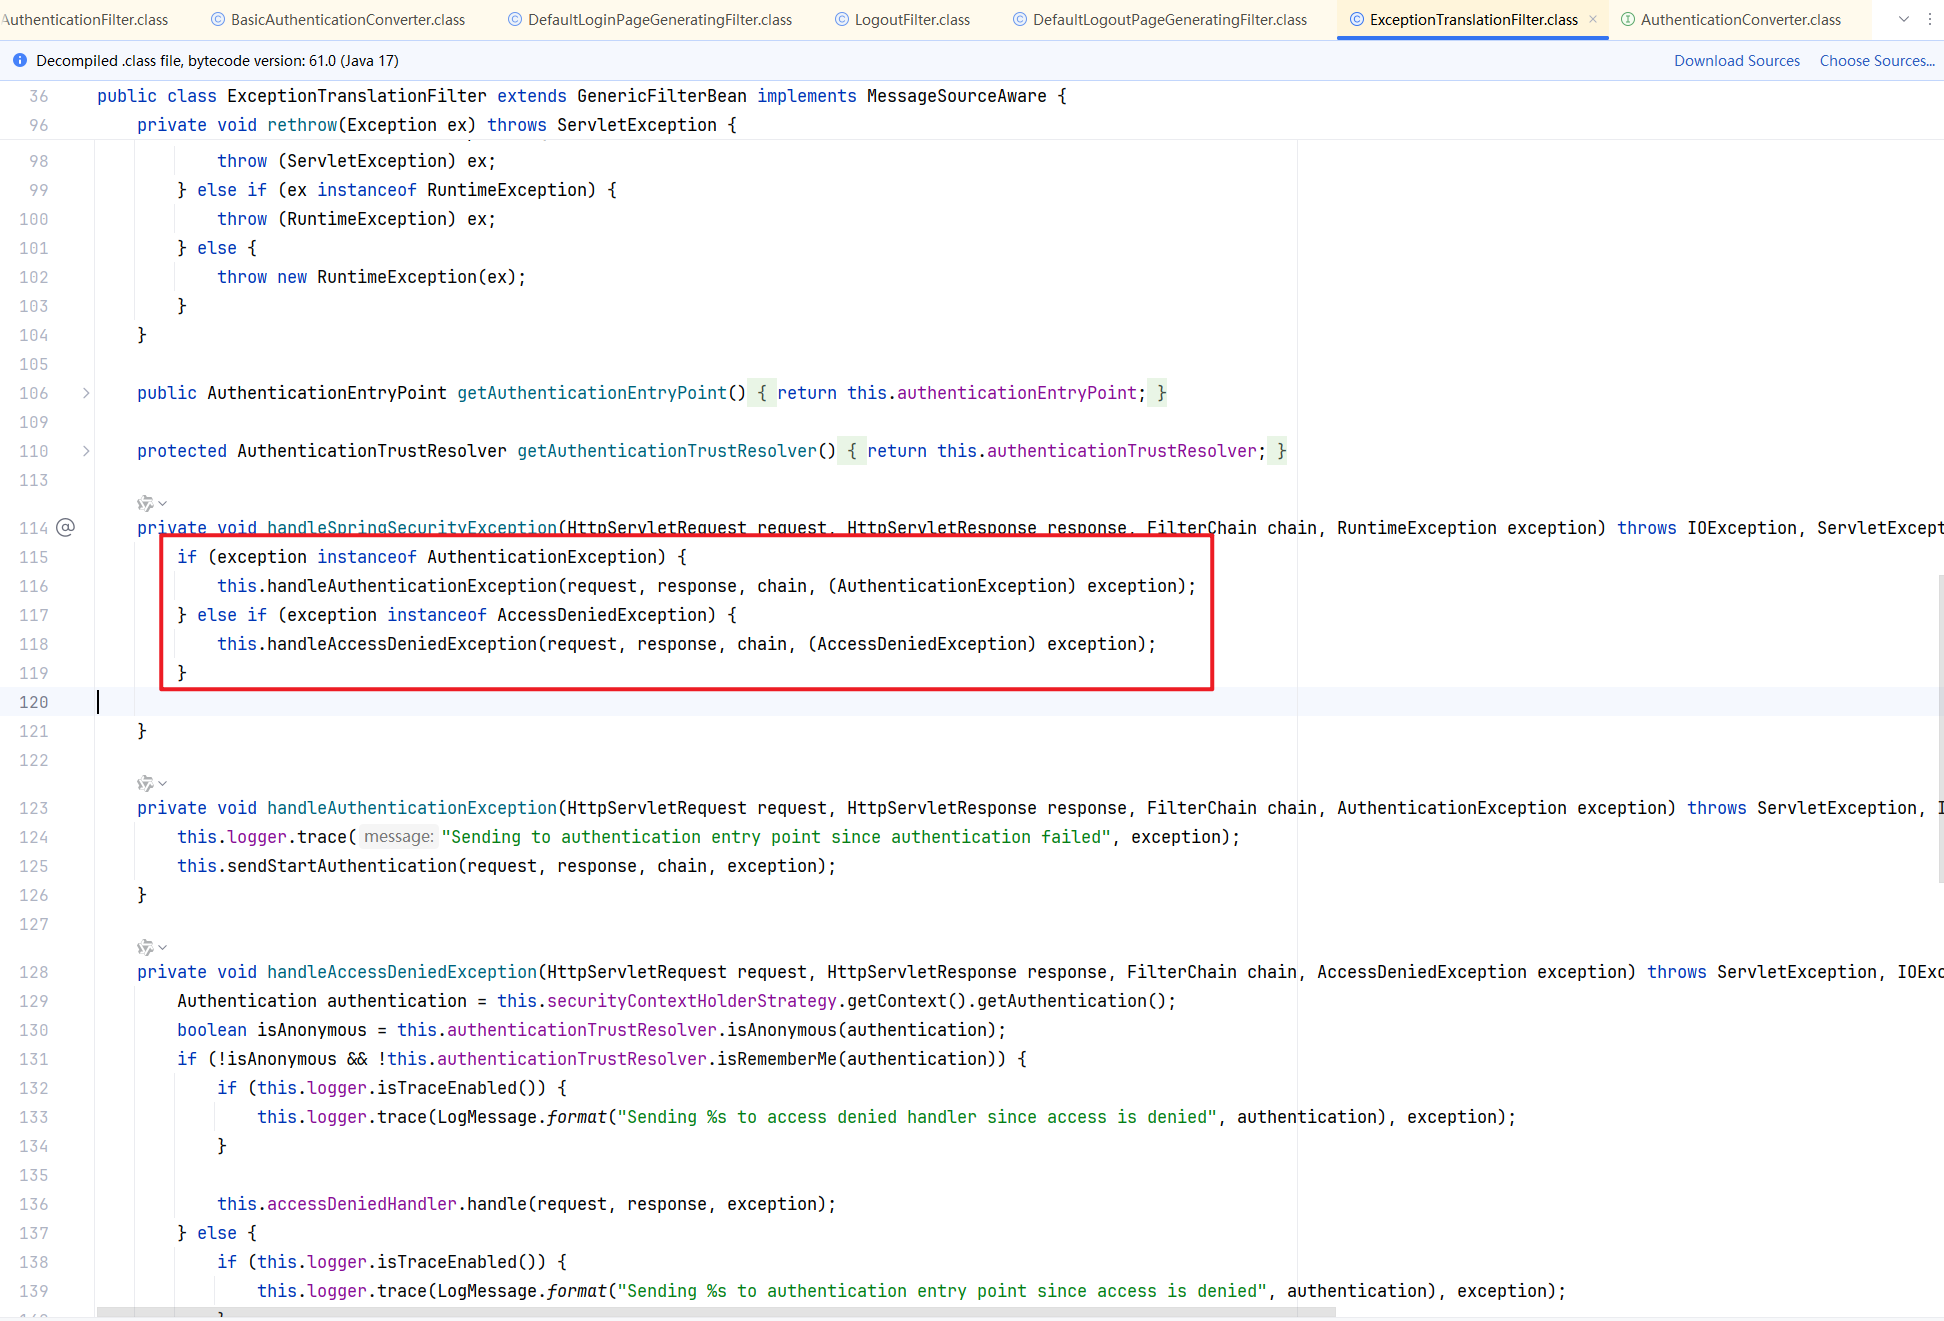 AuthenticationFilter.class BasicAuthenticationConverter.class DefaultLoginPageGeneratingFilter.class LogoutFilter.class DefaultLogoutPageGeneratingFilter.class ExceptionTranslationFilter.class AuthenticationConverter.class
Decompiled .class file, bytecode version: 61.0 (Java 17) Download Sources Choose Sources...
36 public class ExceptionTranslationFilter extends GenericFilterBean implements MessageSourceAware {
96 private void rethrow(Exception ex) throws ServletException {
98 throw (ServletException) ex;
99 } else if (ex instanceof RuntimeException) {
100 throw (RuntimeException) ex;
101 } else {
102 throw new RuntimeException(ex);
103 }
104 }
105
106 public AuthenticationEntryPoint getAuthenticationEntryPoint() { return this.authenticationEntryPoint; }
109
110 protected AuthenticationTrustResolver getAuthenticationTrustResolver() { return this.authenticationTrustResolver; }
113
114 @ private void handleSpringSecurityException(HttpServletRequest request, HttpServletResponse response, FilterChain chain, RuntimeException exception) throws IOException, ServletExcept
115 if (exception instanceof AuthenticationException) {
116 this.handleAuthenticationException(request, response, chain, (AuthenticationException) exception);
117 } else if (exception instanceof AccessDeniedException) {
118 this.handleAccessDeniedException(request, response, chain, (AccessDeniedException) exception);
119 }
120
121 }
122
123 private void handleAuthenticationException(HttpServletRequest request, HttpServletResponse response, FilterChain chain, AuthenticationException exception) throws ServletException, I
124 this.logger.trace( message: "Sending to authentication entry point since authentication failed", exception);
125 this.sendStartAuthentication(request, response, chain, exception);
126 }
127
128 private void handleAccessDeniedException(HttpServletRequest request, HttpServletResponse response, FilterChain chain, AccessDeniedException exception) throws ServletException, IOExc
129 Authentication authentication = this.securityContextHolderStrategy.getContext().getAuthentication();
130 boolean isAnonymous = this.authenticationTrustResolver.isAnonymous(authentication);
131 if (!isAnonymous && !this.authenticationTrustResolver.isRememberMe(authentication)) {
132 if (this.logger.isTraceEnabled()) {
133 this.logger.trace(LogMessage.format("Sending %s to access denied handler since access is denied", authentication), exception);
134 }
135
136 this.accessDeniedHandler.handle(request, response, exception);
137 } else {
138 if (this.logger.isTraceEnabled()) {
139 this.logger.trace(LogMessage.format("Sending %s to authentication entry point since access is denied", authentication), exception);